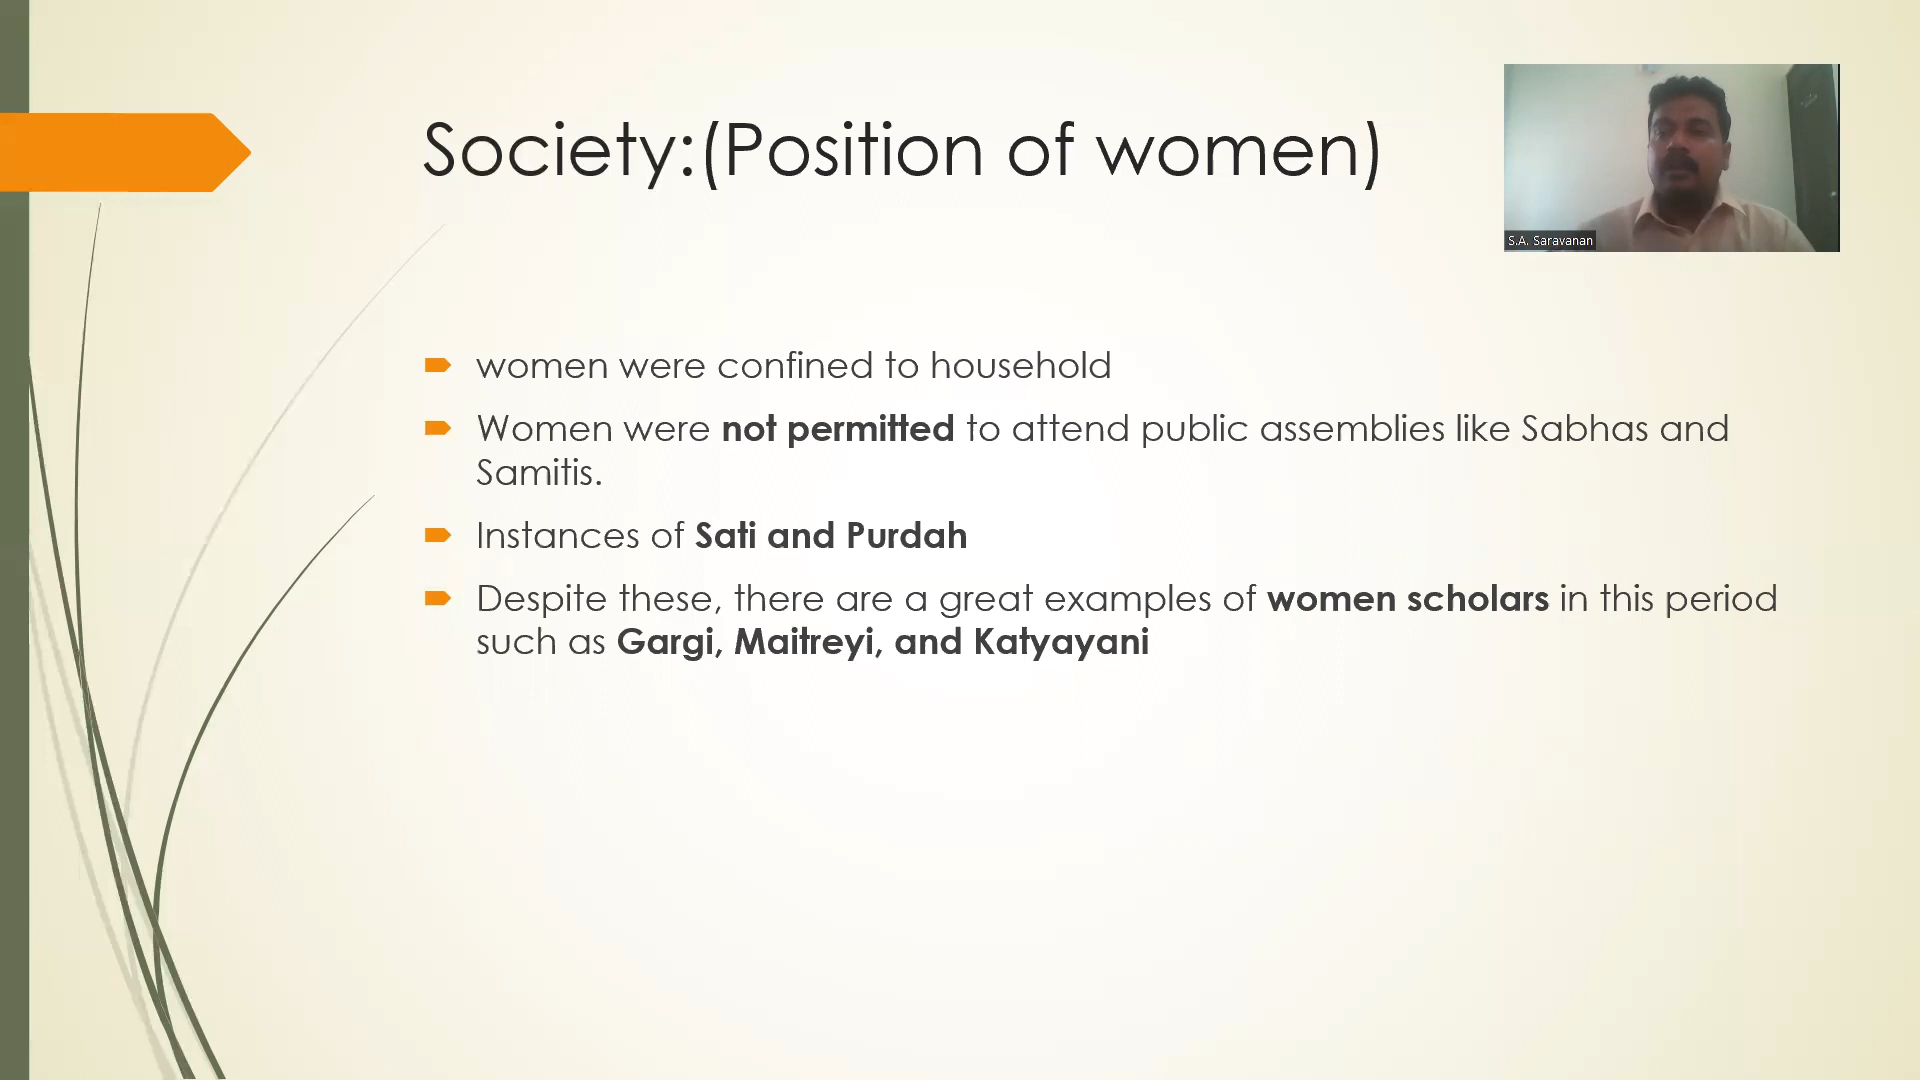 Society:(Position of women)
S.A. Saravanan
women were confined to household
Women were not permitted to attend public assemblies like Sabhas and
Samitis.
Instances of Sati and Purdah
Despite these, there are a great examples of women scholars in this period
such as Gargi, Maitreyi, and Katyayani